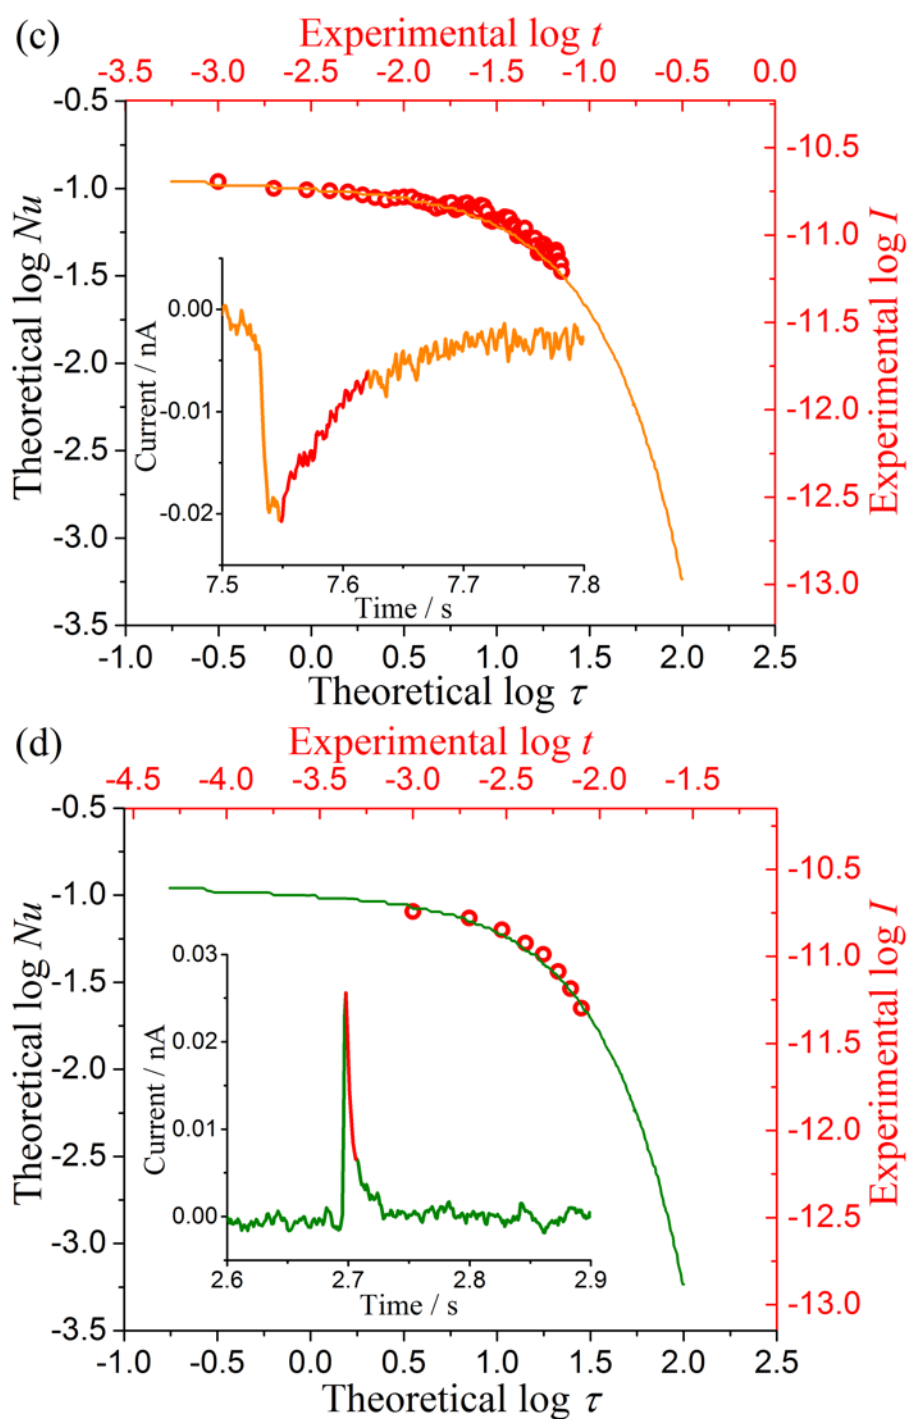 (c)
Experimental log t
-3.5 -3.0 -2.5 -2.0 -1.5 -1.0 -0.5 0.0
-0.5
-1.0
-1.5
-2.0
-2.5
-3.0
-3.5
Theoretical log Nu
-10.5
-11.0
-11.5
-12.0
-12.5
-13.0
Experimental log I
0.00
-0.01
-0.02
Current / nA
7.5 7.6 7.7 7.8
Time / s
-1.0 -0.5 0.0 0.5 1.0 1.5 2.0 2.5
Theoretical log τ
(d)
Experimental log t
-4.5 -4.0 -3.5 -3.0 -2.5 -2.0 -1.5
-0.5
-1.0
-1.5
-2.0
-2.5
-3.0
-3.5
Theoretical log Nu
-10.5
-11.0
-11.5
-12.0
-12.5
-13.0
Experimental log I
0.03
0.02
0.01
0.00
Current / nA
2.6 2.7 2.8 2.9
Time / s
-1.0 -0.5 0.0 0.5 1.0 1.5 2.0 2.5
Theoretical log τ